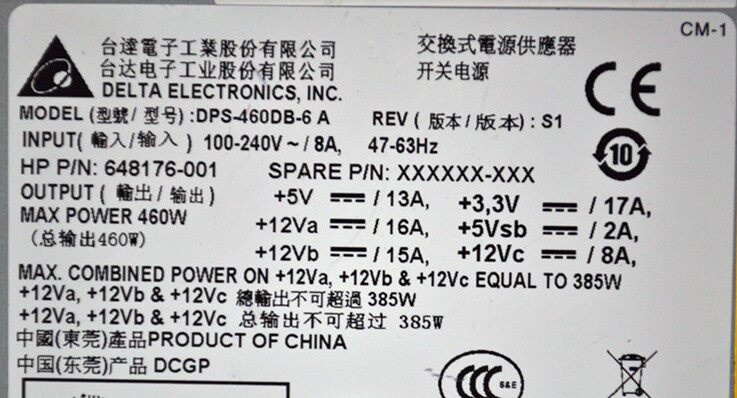 CM-1
台達電子工業股份有限公司 交換式電源供應器
台达电子工业股份有限公司 开关电源
DELTA ELECTRONICS, INC.
MODEL (型號/ 型号) :DPS-460DB-6 A REV ( 版本/ 版本) : S1
INPUT( 輸入/输入 ) 100-240V ~ / 8A, 47-63Hz
10
HP P/N: 648176-001 SPARE P/N: XXXXXX-XXX
OUTPUT ( 輸出/ 输出) +5V ⎓ / 13A, +3,3V ⎓ / 17A,
MAX POWER 460W +12Va ⎓ / 16A, +5Vsb ⎓ / 2A,
(总输出460W) +12Vb ⎓ / 15A, +12Vc ⎓ / 8A,
MAX. COMBINED POWER ON +12Va, +12Vb & +12Vc EQUAL TO 385W
+12Va, +12Vb & +12Vc 總輸出不可超過 385W
+12Va, +12Vb & +12Vc 总输出不可超过 385W
中國(東莞)產品PRODUCT OF CHINA
中国(东莞)产品 DCGP
CCC S&E